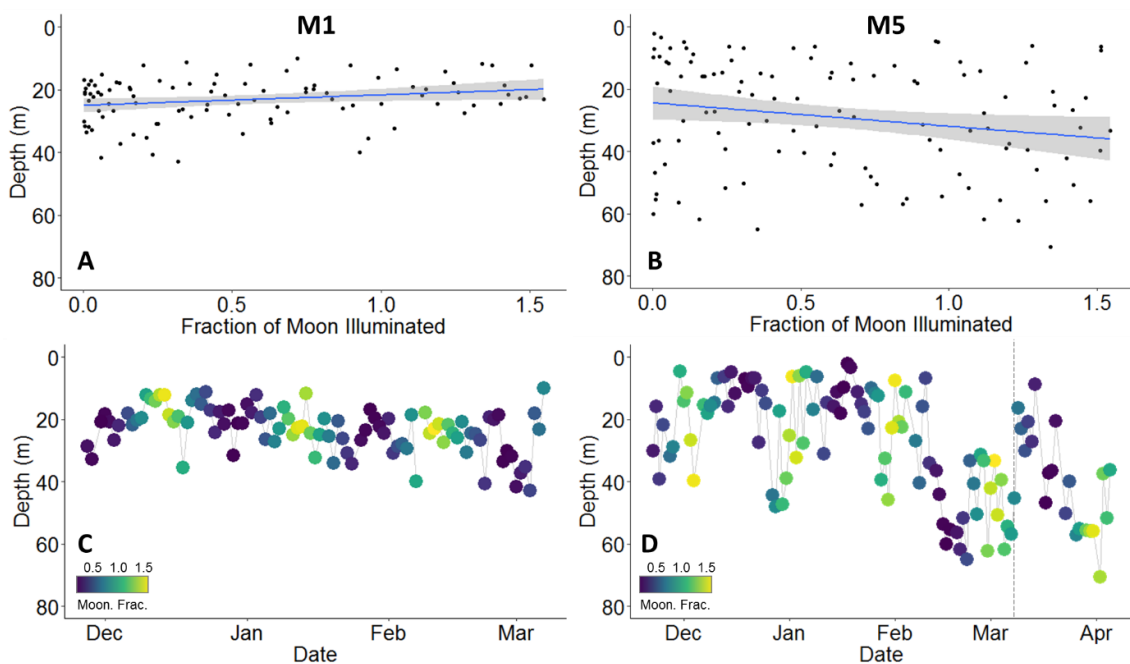 M1
M5
0
20
40
60
80
Depth (m)
A
0.0
0.5
1.0
1.5
Fraction of Moon Illuminated
0
20
40
60
80
Depth (m)
B
0.0
0.5
1.0
1.5
Fraction of Moon Illuminated
0
20
40
60
80
Depth (m)
C
0.5 1.0 1.5
Moon. Frac.
Dec
Jan
Feb
Mar
Date
0
20
40
60
80
Depth (m)
D
0.5 1.0 1.5
Moon. Frac.
Dec
Jan
Feb
Mar
Apr
Date